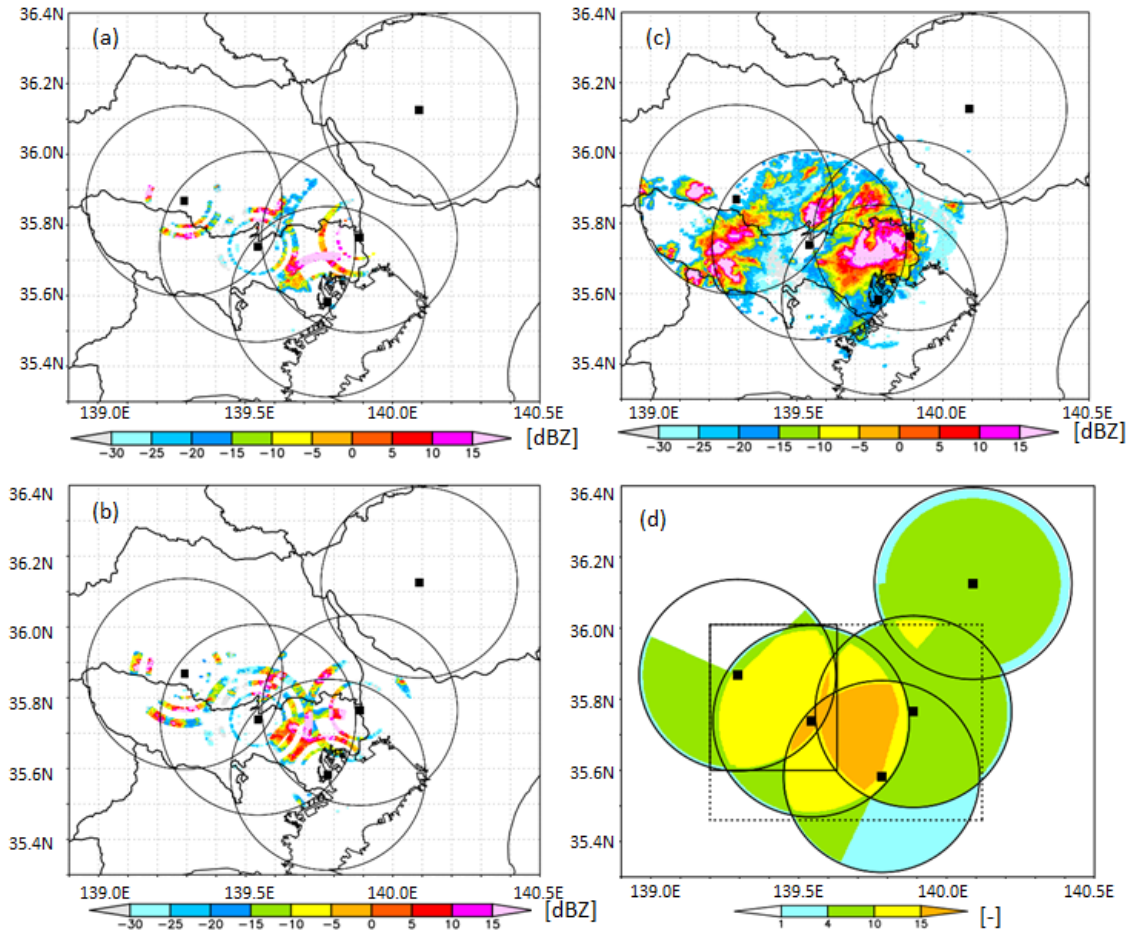 (a)
36.4N
36.2N
36.0N
35.8N
35.6N
35.4N
139.0E 139.5E 140.0E 140.5E
-30 -25 -20 -15 -10 -5 0 5 10 15 [dBZ]
(c)
36.4N
36.2N
36.0N
35.8N
35.6N
35.4N
139.0E 139.5E 140.0E 140.5E
-30 -25 -20 -15 -10 -5 0 5 10 15 [dBZ]
(b)
36.4N
36.2N
36.0N
35.8N
35.6N
35.4N
139.0E 139.5E 140.0E 140.5E
-30 -25 -20 -15 -10 -5 0 5 10 15 [dBZ]
(d)
36.4N
36.2N
36.0N
35.8N
35.6N
35.4N
139.0E 139.5E 140.0E 140.5E
1 4 10 15 [-]